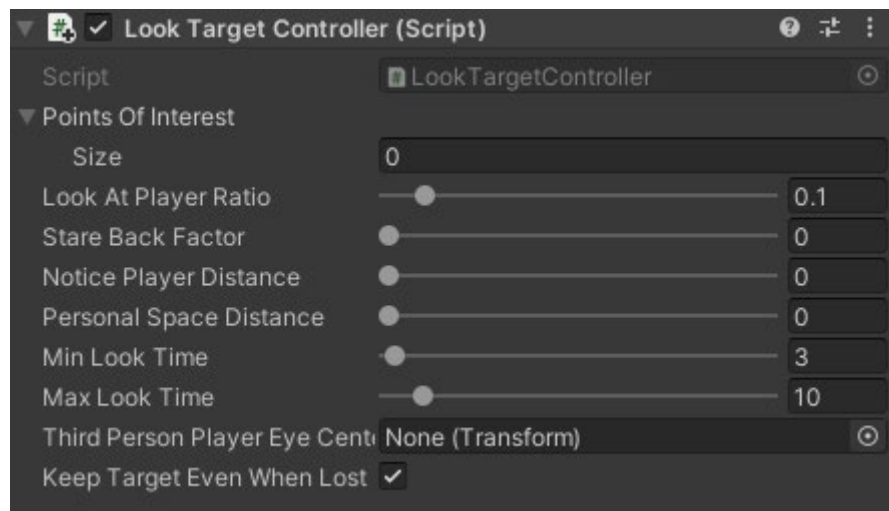 Look Target Controller (Script)
Script LookTargetController
Points Of Interest
Size 0
Look At Player Ratio 0.1
Stare Back Factor 0
Notice Player Distance 0
Personal Space Distance 0
Min Look Time 3
Max Look Time 10
Third Person Player Eye Cent None (Transform)
Keep Target Even When Lost